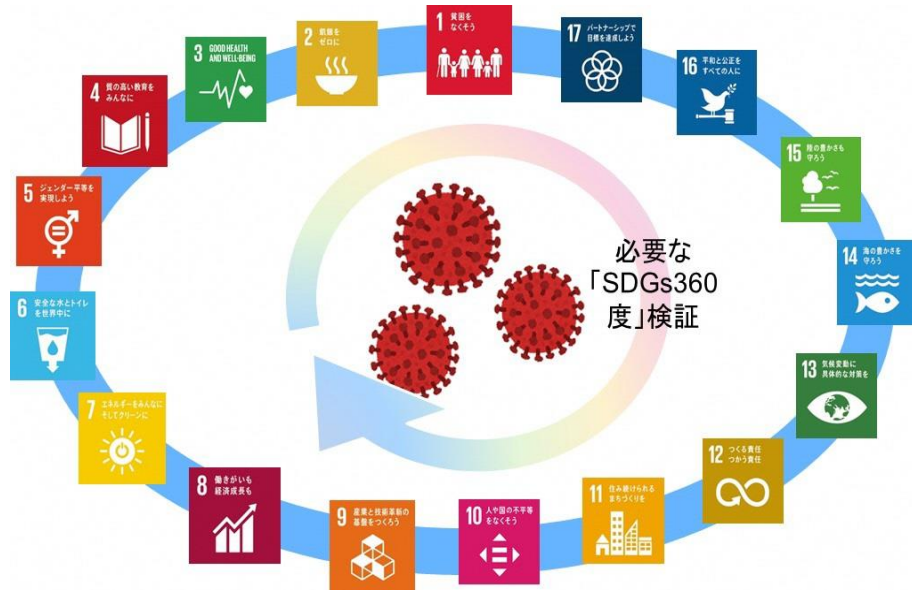 1 貧困を
なくそう
2 飢餓を
ゼロに
3 GOOD HEALTH
AND WELL-BEING
4 質の高い教育を
みんなに
5 ジェンダー平等を
実現しよう
6 安全な水とトイレ
を世界中に
7 エネルギーをみんなに
そしてクリーンに
8 働きがいも
経済成長も
9 産業と技術革新の
基盤をつくろう
10 人や国の不平等
をなくそう
11 住み続けられる
まちづくりを
12 つくる責任
つかう責任
13 気候変動に
具体的な対策を
14 海の豊かさを
守ろう
15 陸の豊かさも
守ろう
16 平和と公正を
すべての人に
17 パートナーシップで
目標を達成しよう
必要な
「SDGs360
度」検証